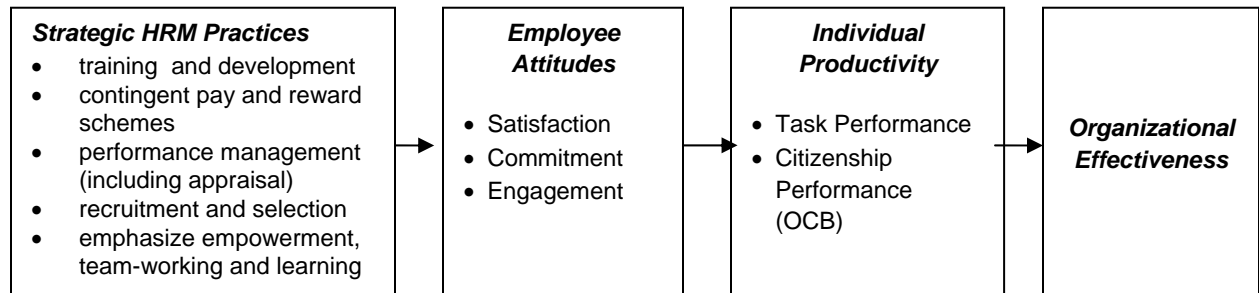 Strategic HRM Practices
• training and development
• contingent pay and reward
schemes
• performance management
(including appraisal)
• recruitment and selection
• emphasize empowerment,
team-working and learning
Employee
Attitudes
• Satisfaction
• Commitment
• Engagement
Individual
Productivity
• Task Performance
• Citizenship
Performance
(OCB)
Organizational
Effectiveness